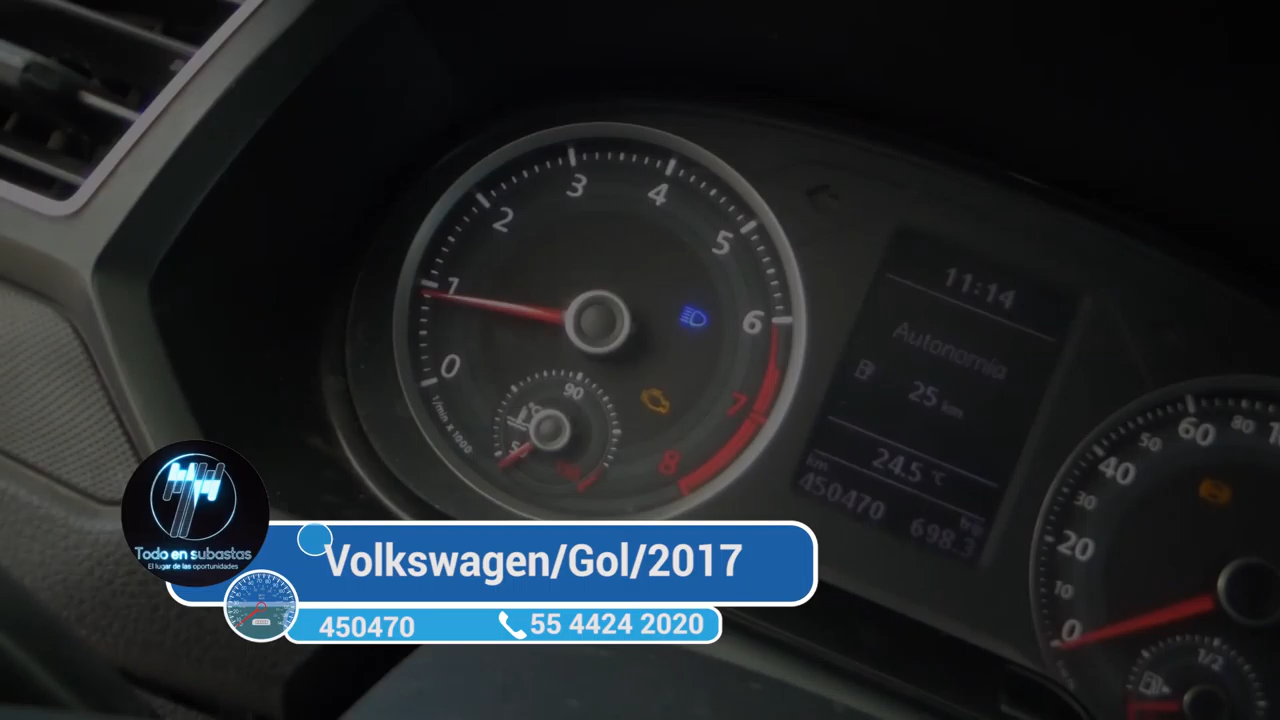 3
4
2
5
1
6
0
7
8
1/min x 1000
90
50
11:14
Autonomía
25 km
24.5 °C
km
450470
trip
698.3
60
80
50
40
30
20
10
0
1/2
Todo en subastas
El lugar de las oportunidades
Volkswagen/Gol/2017
450470
55 4424 2020